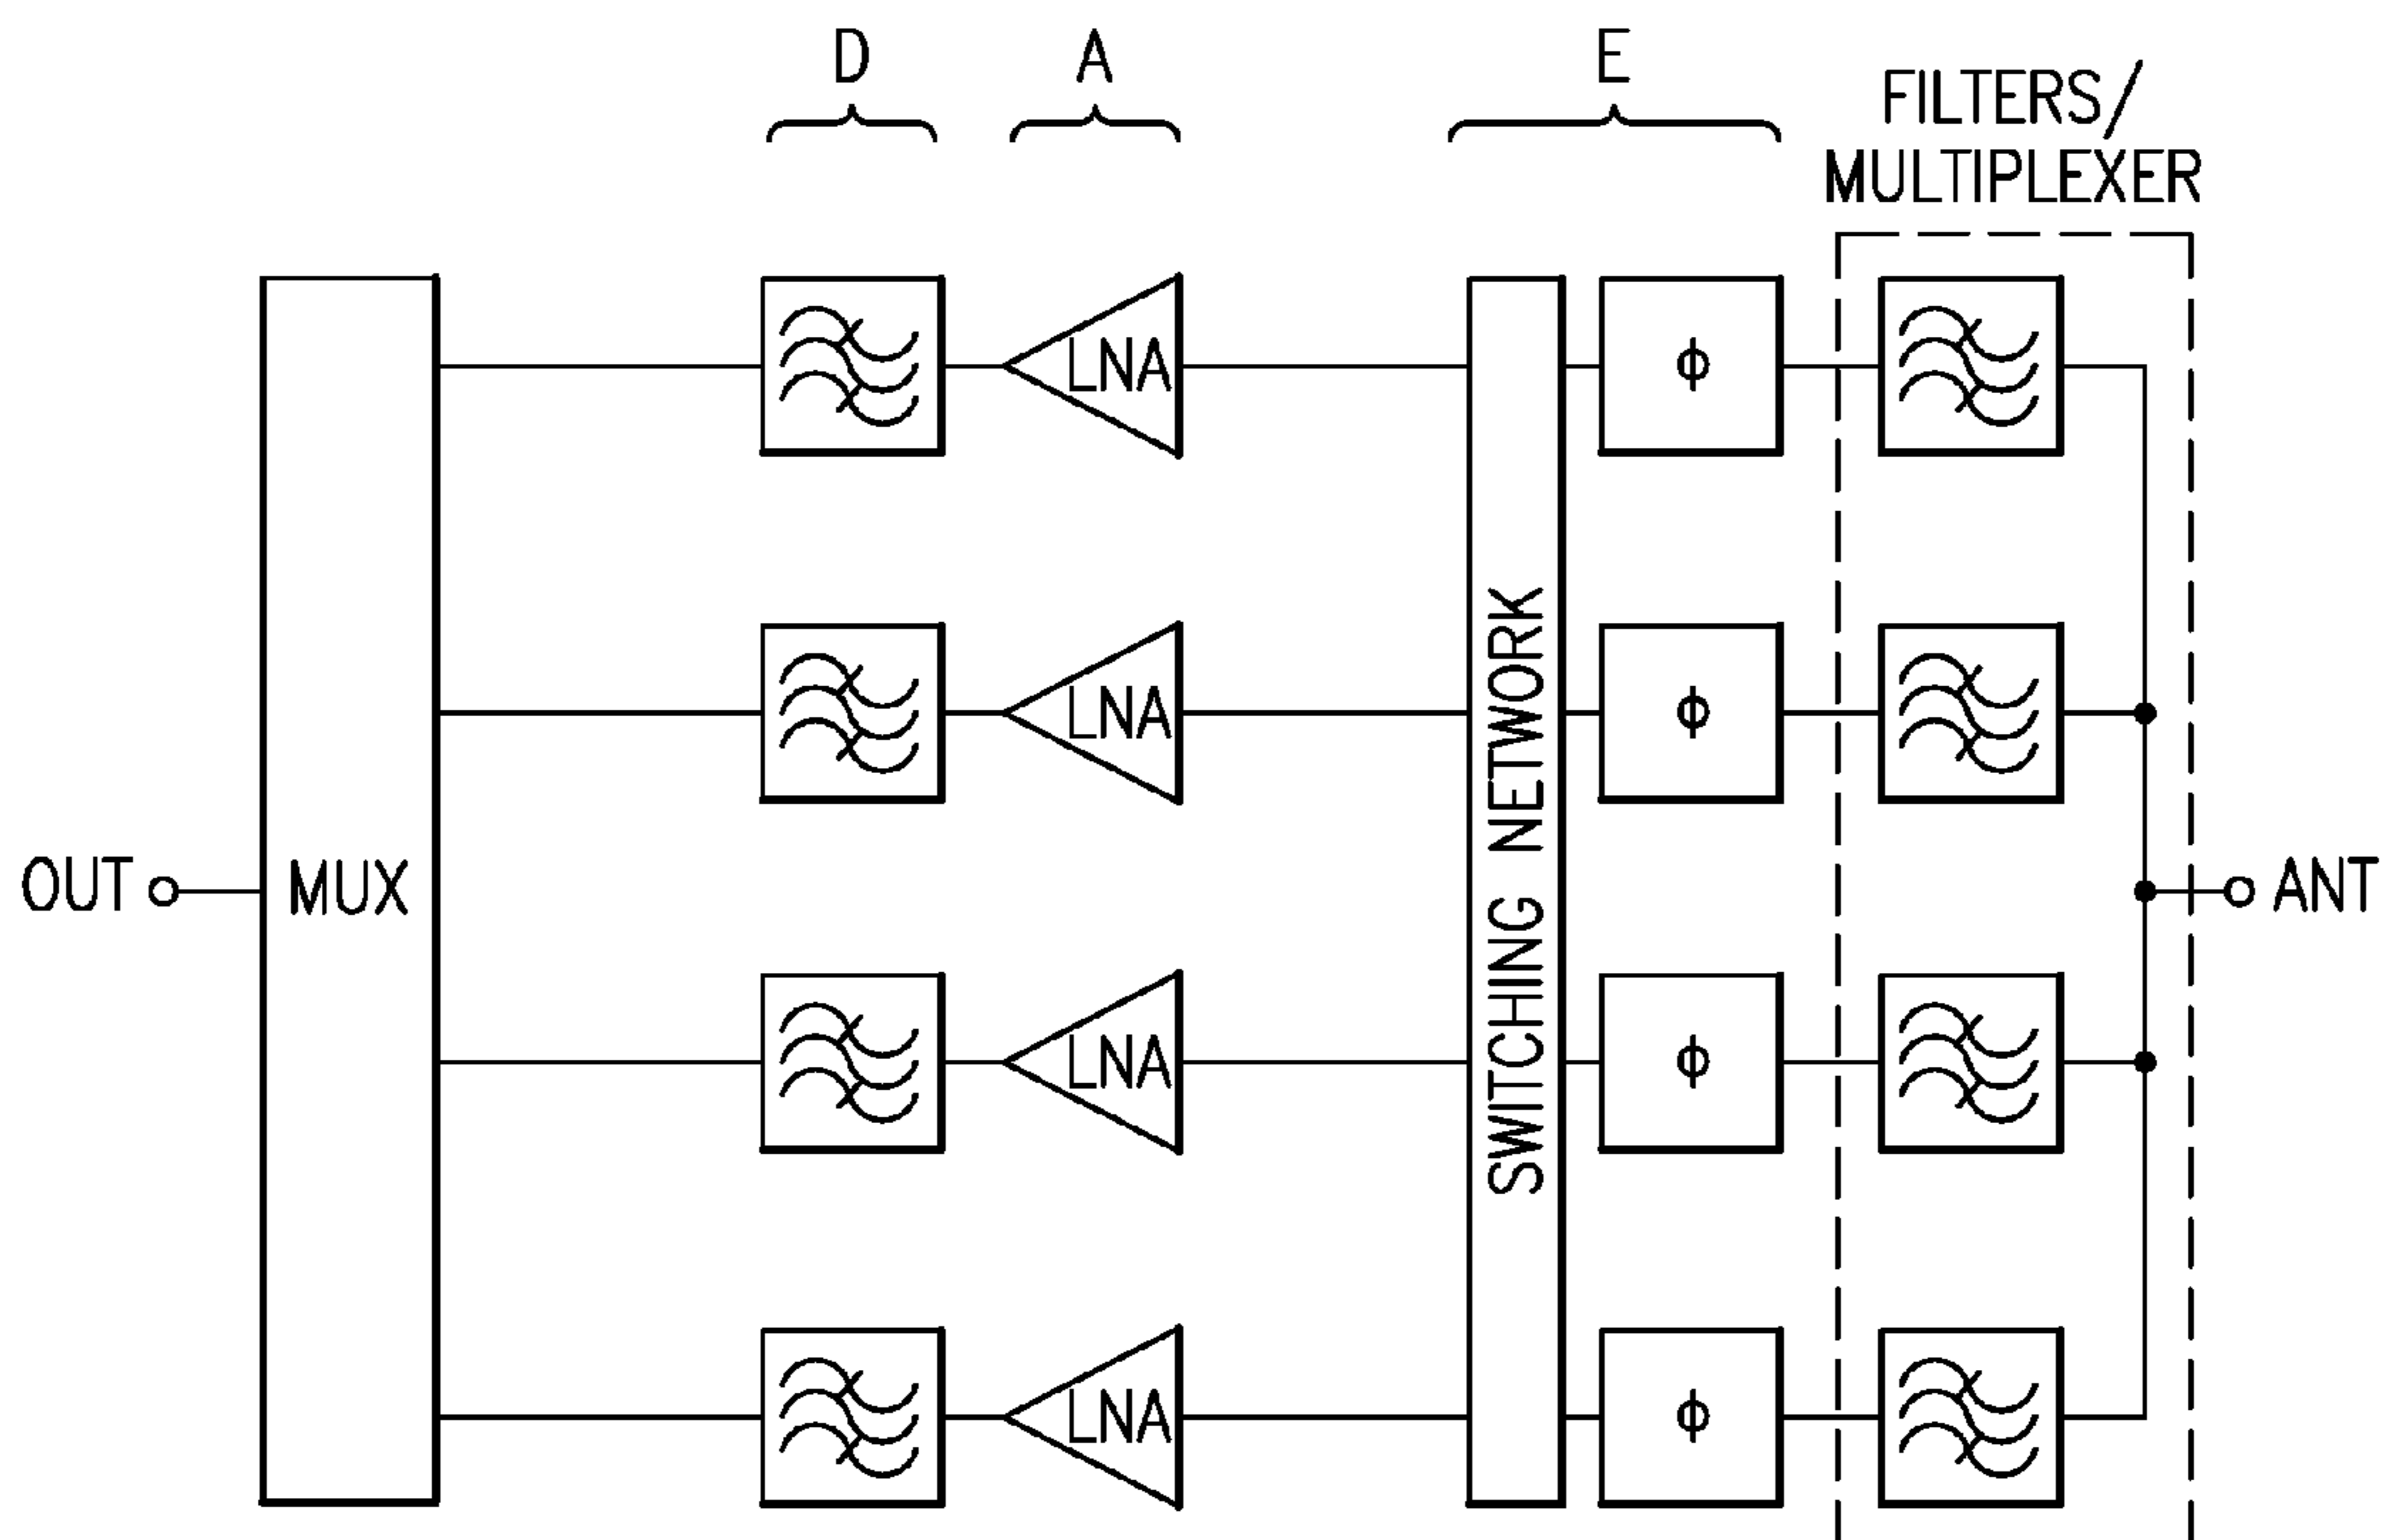 D
A
E
FILTERS/
MULTIPLEXER
LNA
ϕ
LNA
ϕ
SWITCHING NETWORK
OUT
MUX
ANT
LNA
ϕ
LNA
ϕ